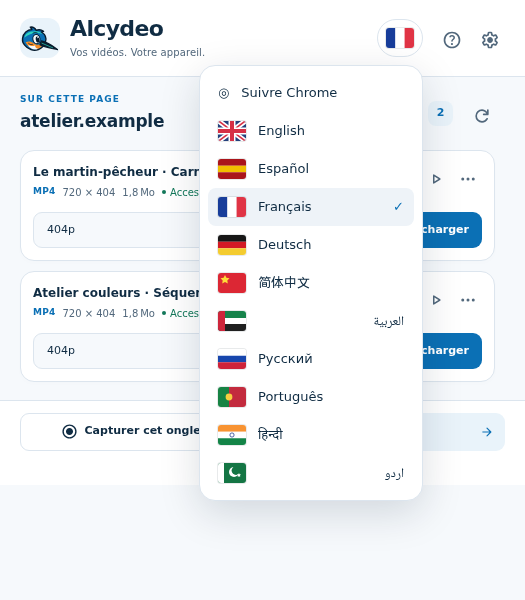 Alcydeo
Vos vidéos. Votre appareil.
SUR CETTE PAGE
atelier.example
2
Le martin-pêcheur · Carr
MP4 720 × 404 1,8 Mo • Acces
404p
charger
Atelier couleurs · Séquer
MP4 720 × 404 1,8 Mo • Acces
404p
charger
Capturer cet ongle
Suivre Chrome
English
Español
Français ✓
Deutsch
简体中文
العربية
Русский
Português
हिन्दी
اردو